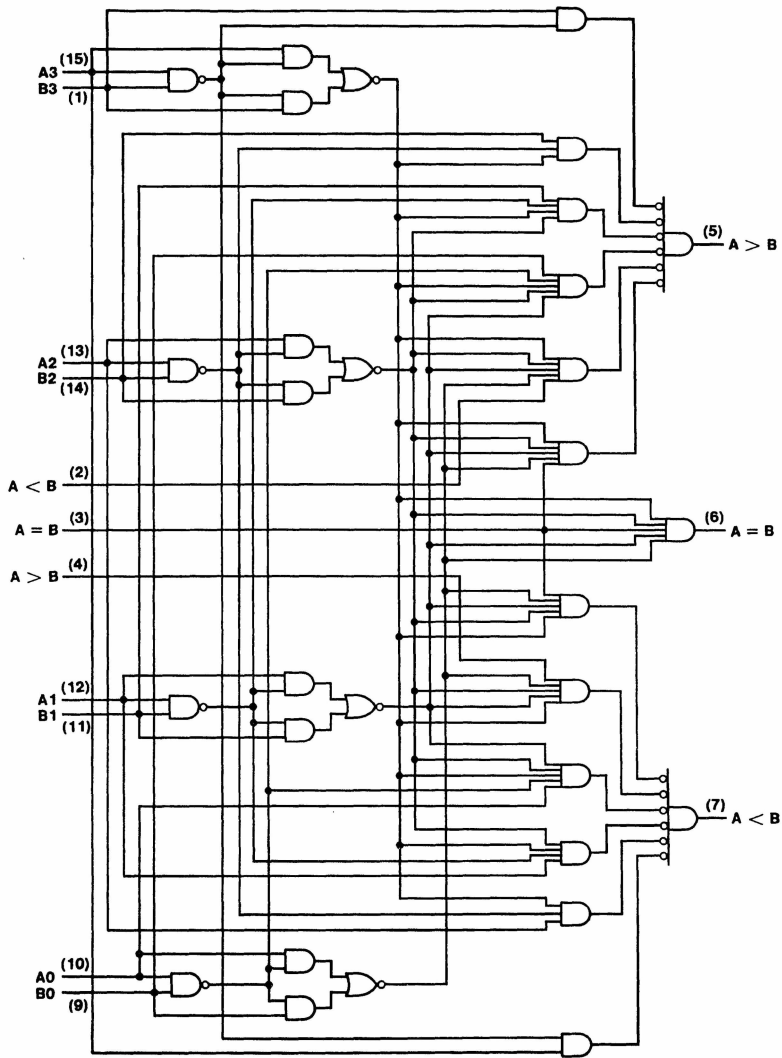 (15)
A3
B3
(1)
(5)
A > B
(13)
A2
B2
(14)
(2)
A < B
(3)
A = B
(6)
A = B
(4)
A > B
(12)
A1
B1
(11)
(7)
A < B
(10)
A0
B0
(9)